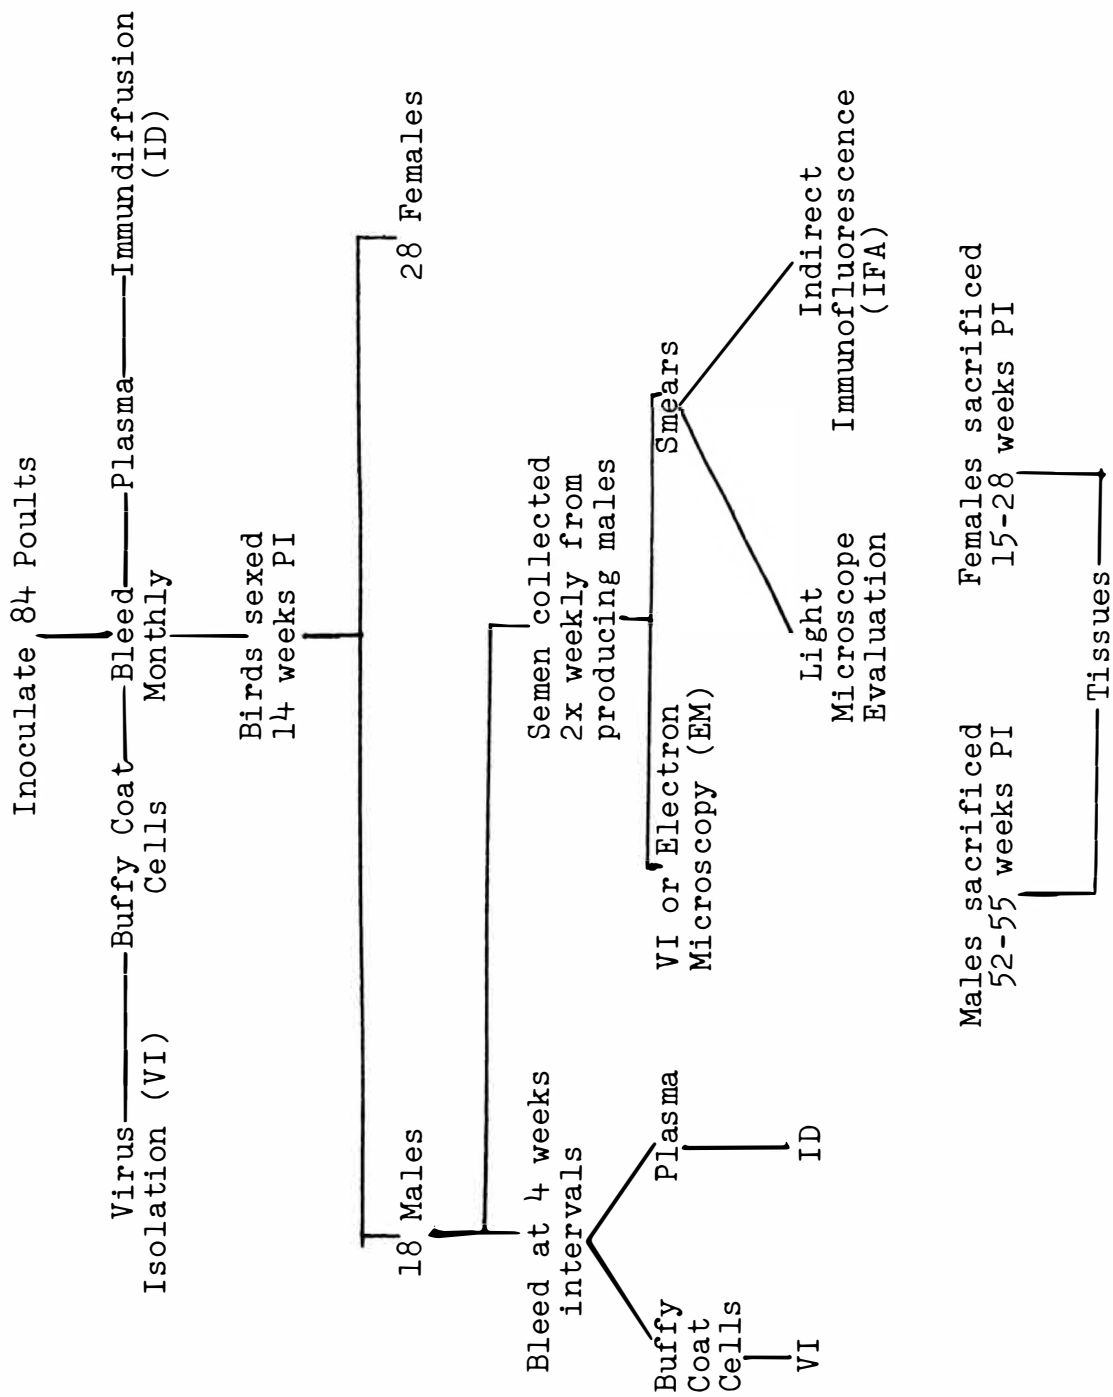 Inoculate 84 Poults
Virus
Isolation (VI)
Buffy Coat
Cells
Bleed
Monthly
Plasma
Immundiffusion
(ID)
Birds sexed
14 weeks PI
18 Males
28 Females
Bleed at 4 weeks
intervals
Semen collected
2x weekly from
producing males
Buffy
Coat
Cells
Plasma
VI or Electron
Microscopy (EM)
Smears
VI
ID
Light
Microscope
Evaluation
Indirect
Immunofluorescence
(IFA)
Males sacrificed
52-55 weeks PI
Females sacrificed
15-28 weeks PI
Tissues